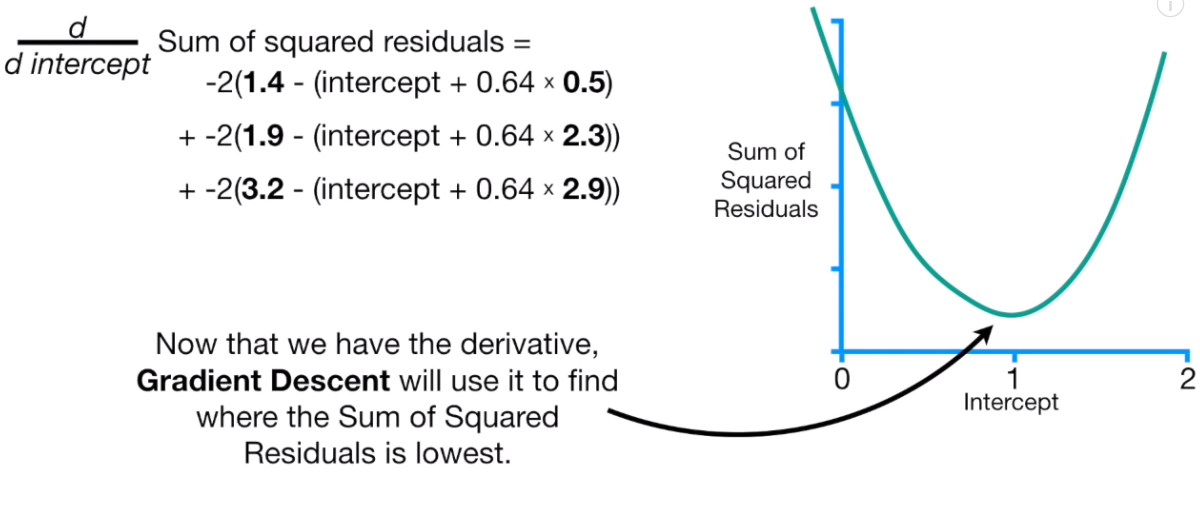 d
d intercept
Sum of squared residuals =
-2(1.4 - (intercept + 0.64 × 0.5)
+ -2(1.9 - (intercept + 0.64 × 2.3))
+ -2(3.2 - (intercept + 0.64 × 2.9))
Sum of
Squared
Residuals
0 1 2
Intercept
Now that we have the derivative,
Gradient Descent will use it to find
where the Sum of Squared
Residuals is lowest.